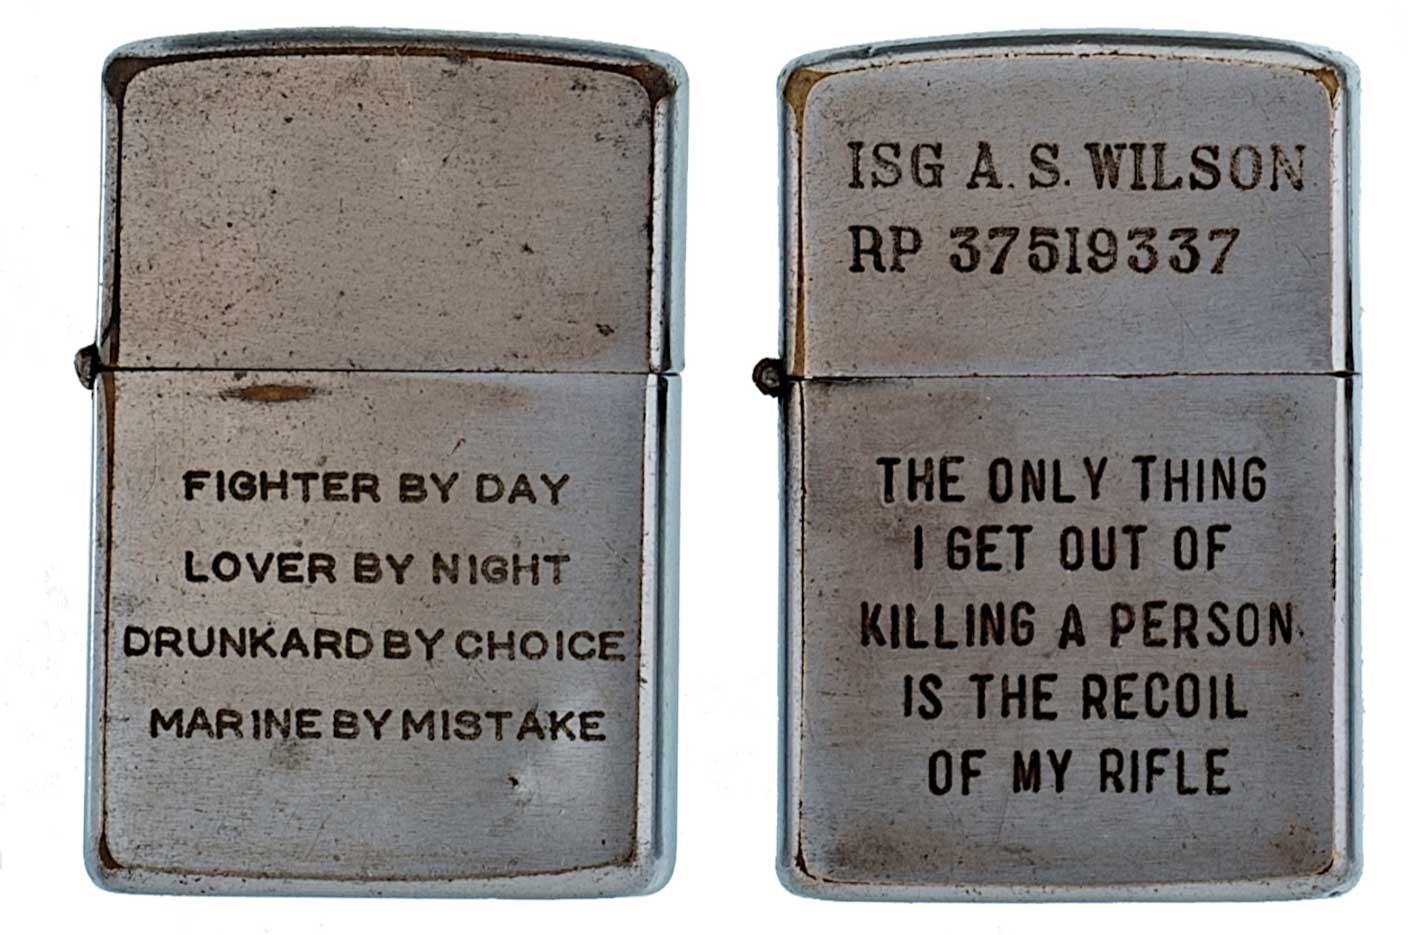 FIGHTER BY DAY
LOVER BY NIGHT
DRUNKARD BY CHOICE
MARINE BY MISTAKE
ISG A. S. WILSON
RP 37519337
THE ONLY THING
I GET OUT OF
KILLING A PERSON
IS THE RECOIL
OF MY RIFLE